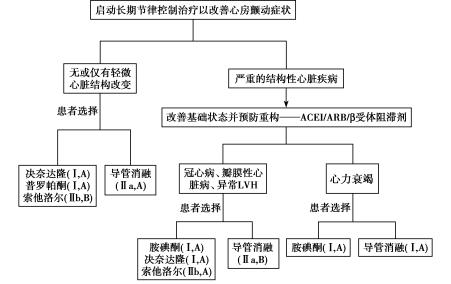 启动长期节律控制治疗以改善心房颤动症状
无或仅有轻微
心脏结构改变
严重的结构性心脏疾病
患者选择
改善基础状态并预防重构——ACEI/ARB/β受体阻滞剂
决奈达隆(Ⅰ,A)
普罗帕酮(Ⅰ,A)
索他洛尔(Ⅱb,B)
导管消融
(Ⅱa,A)
冠心病、瓣膜性心
脏病、异常LVH
心力衰竭
患者选择
患者选择
胺碘酮(Ⅰ,A)
决奈达隆(Ⅰ,A)
索他洛尔(Ⅱb,A)
导管消融
(Ⅱa,B)
胺碘酮(Ⅰ,A)
导管消融(Ⅰ,A)